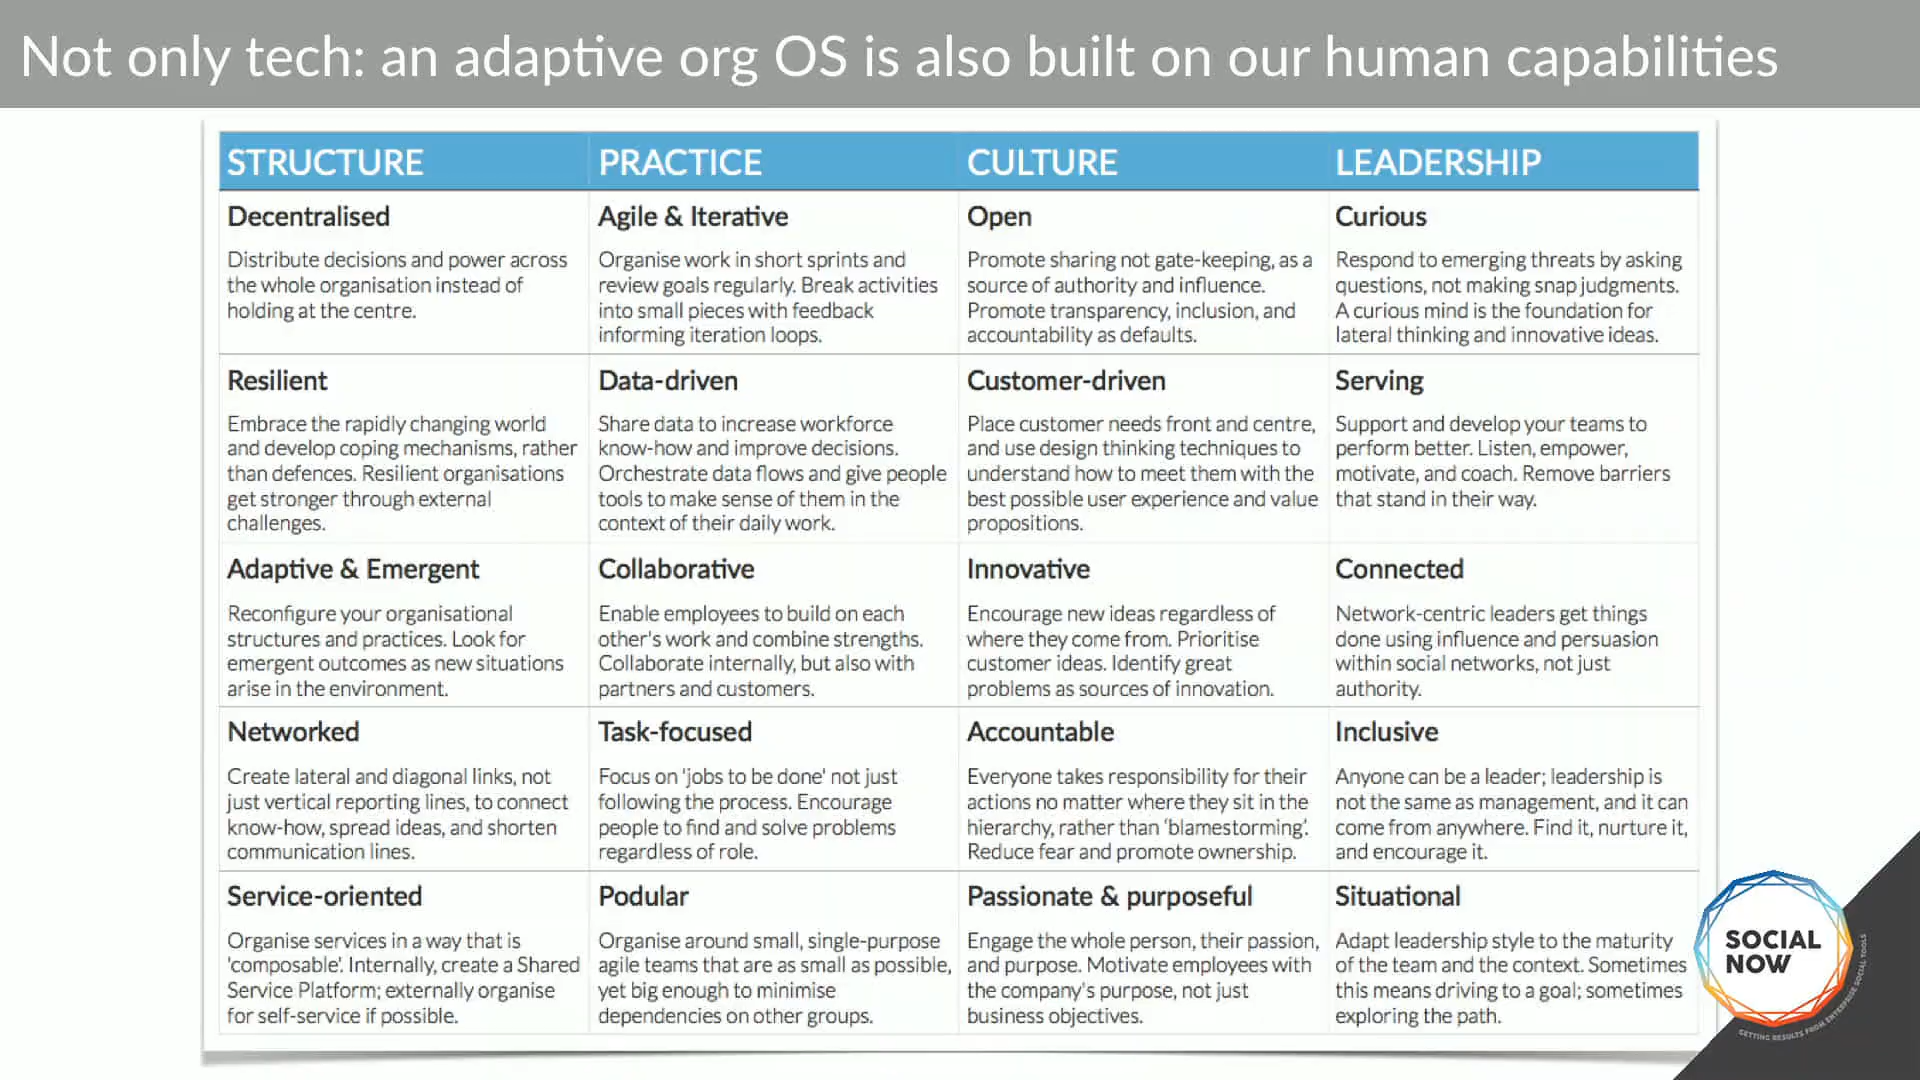 Not only tech: an adaptive org OS is also built on our human capabilities
STRUCTURE
PRACTICE
CULTURE
LEADERSHIP
Decentralised
Distribute decisions and power across
the whole organisation instead of
holding at the centre.
Agile & Iterative
Organise work in short sprints and
review goals regularly. Break activities
into small pieces with feedback
informing iteration loops.
Open
Promote sharing not gate-keeping, as a
source of authority and influence.
Promote transparency, inclusion, and
accountability as defaults.
Curious
Respond to emerging threats by asking
questions, not making snap judgments.
A curious mind is the foundation for
lateral thinking and innovative ideas.
Resilient
Embrace the rapidly changing world
and develop coping mechanisms, rather
than defences. Resilient organisations
get stronger through external
challenges.
Data-driven
Share data to increase workforce
know-how and improve decisions.
Orchestrate data flows and give people
tools to make sense of them in the
context of their daily work.
Customer-driven
Place customer needs front and centre,
and use design thinking techniques to
understand how to meet them with the
best possible user experience and value
propositions.
Serving
Support and develop your teams to
perform better. Listen, empower,
motivate, and coach. Remove barriers
that stand in their way.
Adaptive & Emergent
Reconfigure your organisational
structures and practices. Look for
emergent outcomes as new situations
arise in the environment.
Collaborative
Enable employees to build on each
other's work and combine strengths.
Collaborate internally, but also with
partners and customers.
Innovative
Encourage new ideas regardless of
where they come from. Prioritise
customer ideas. Identify great
problems as sources of innovation.
Connected
Network-centric leaders get things
done using influence and persuasion
within social networks, not just
authority.
Networked
Create lateral and diagonal links, not
just vertical reporting lines, to connect
know-how, spread ideas, and shorten
communication lines.
Task-focused
Focus on 'jobs to be done' not just
following the process. Encourage
people to find and solve problems
regardless of role.
Accountable
Everyone takes responsibility for their
actions no matter where they sit in the
hierarchy, rather than 'blamestorming'.
Reduce fear and promote ownership.
Inclusive
Anyone can be a leader; leadership is
not the same as management, and it can
come from anywhere. Find it, nurture it,
and encourage it.
Service-oriented
Organise services in a way that is
'composable'. Internally, create a Shared
Service Platform; externally organise
for self-service if possible.
Podular
Organise around small, single-purpose
agile teams that are as small as possible,
yet big enough to minimise
dependencies on other groups.
Passionate & purposeful
Engage the whole person, their passion,
and purpose. Motivate employees with
the company's purpose, not just
business objectives.
Situational
Adapt leadership style to the maturity
of the team and the context. Sometimes
this means driving to a goal; sometimes
exploring the path.
SOCIAL
NOW
GETTING RESULTS FROM ENTERPRISE SOCIAL TOOLS